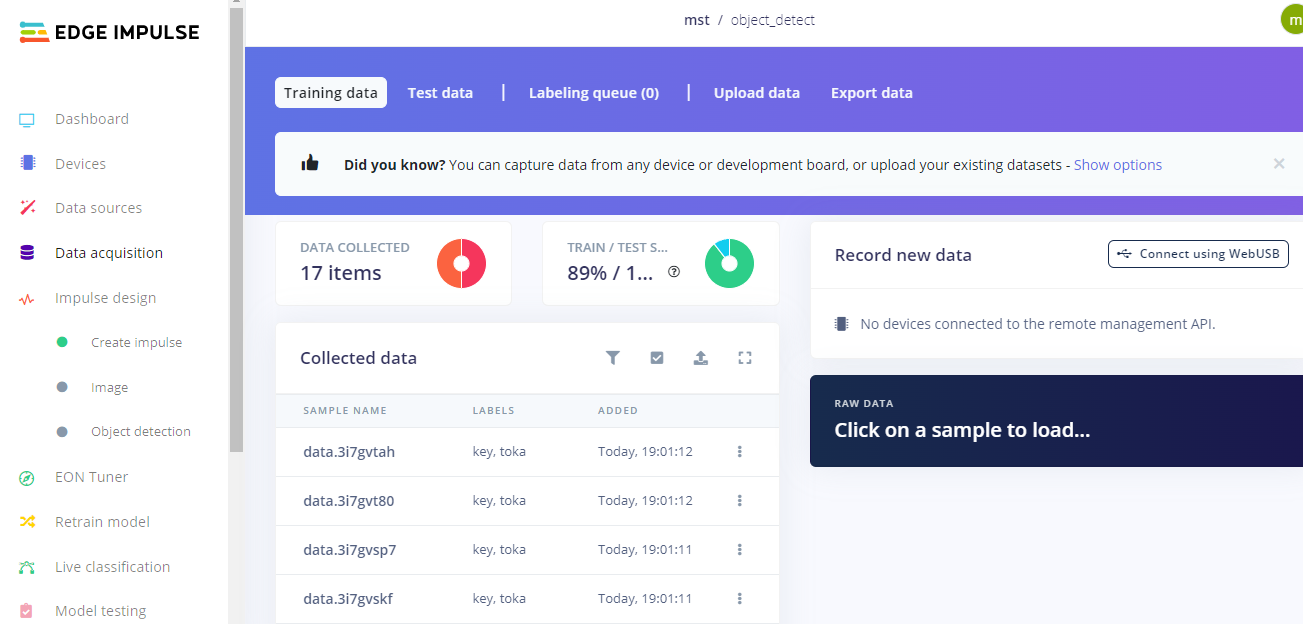 EDGE IMPULSE
mst / object_detect
m
Dashboard
Devices
Data sources
Data acquisition
Impulse design
Create impulse
Image
Object detection
EON Tuner
Retrain model
Live classification
Model testing
Training data
Test data
Labeling queue (0)
Upload data
Export data
Did you know? You can capture data from any device or development board, or upload your existing datasets - Show options
DATA COLLECTED
17 items
TRAIN / TEST S...
89% / 1...
Collected data
SAMPLE NAME LABELS ADDED
data.3i7gvtah key, toka Today, 19:01:12
data.3i7gvt80 key, toka Today, 19:01:12
data.3i7gvsp7 key, toka Today, 19:01:11
data.3i7gvskf key, toka Today, 19:01:11
Record new data
Connect using WebUSB
No devices connected to the remote management API.
RAW DATA
Click on a sample to load...